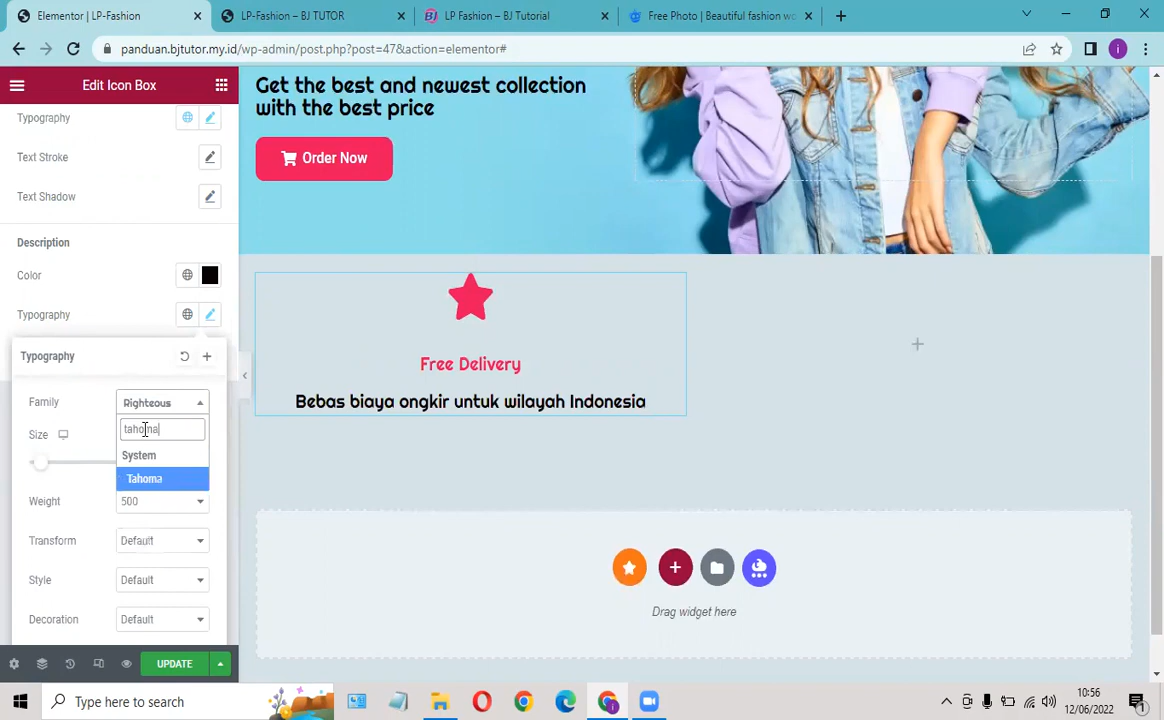 Elementor | LP-Fashion
LP-Fashion – BJ TUTOR
LP Fashion – BJ Tutorial
Free Photo | Beautiful fashion wo
panduan.bjtutor.my.id/wp-admin/post.php?post=47&action=elementor#
i
Edit Icon Box
Typography
Text Stroke
Text Shadow
Description
Color
Typography
Typography
Family
Righteous
tahoma
Size
System
Tahoma
Weight
500
Transform
Default
Style
Default
Decoration
Default
UPDATE
Get the best and newest collection
with the best price
Order Now
Free Delivery
Bebas biaya ongkir untuk wilayah Indonesia
Drag widget here
Type here to search
10:56
12/06/2022
1